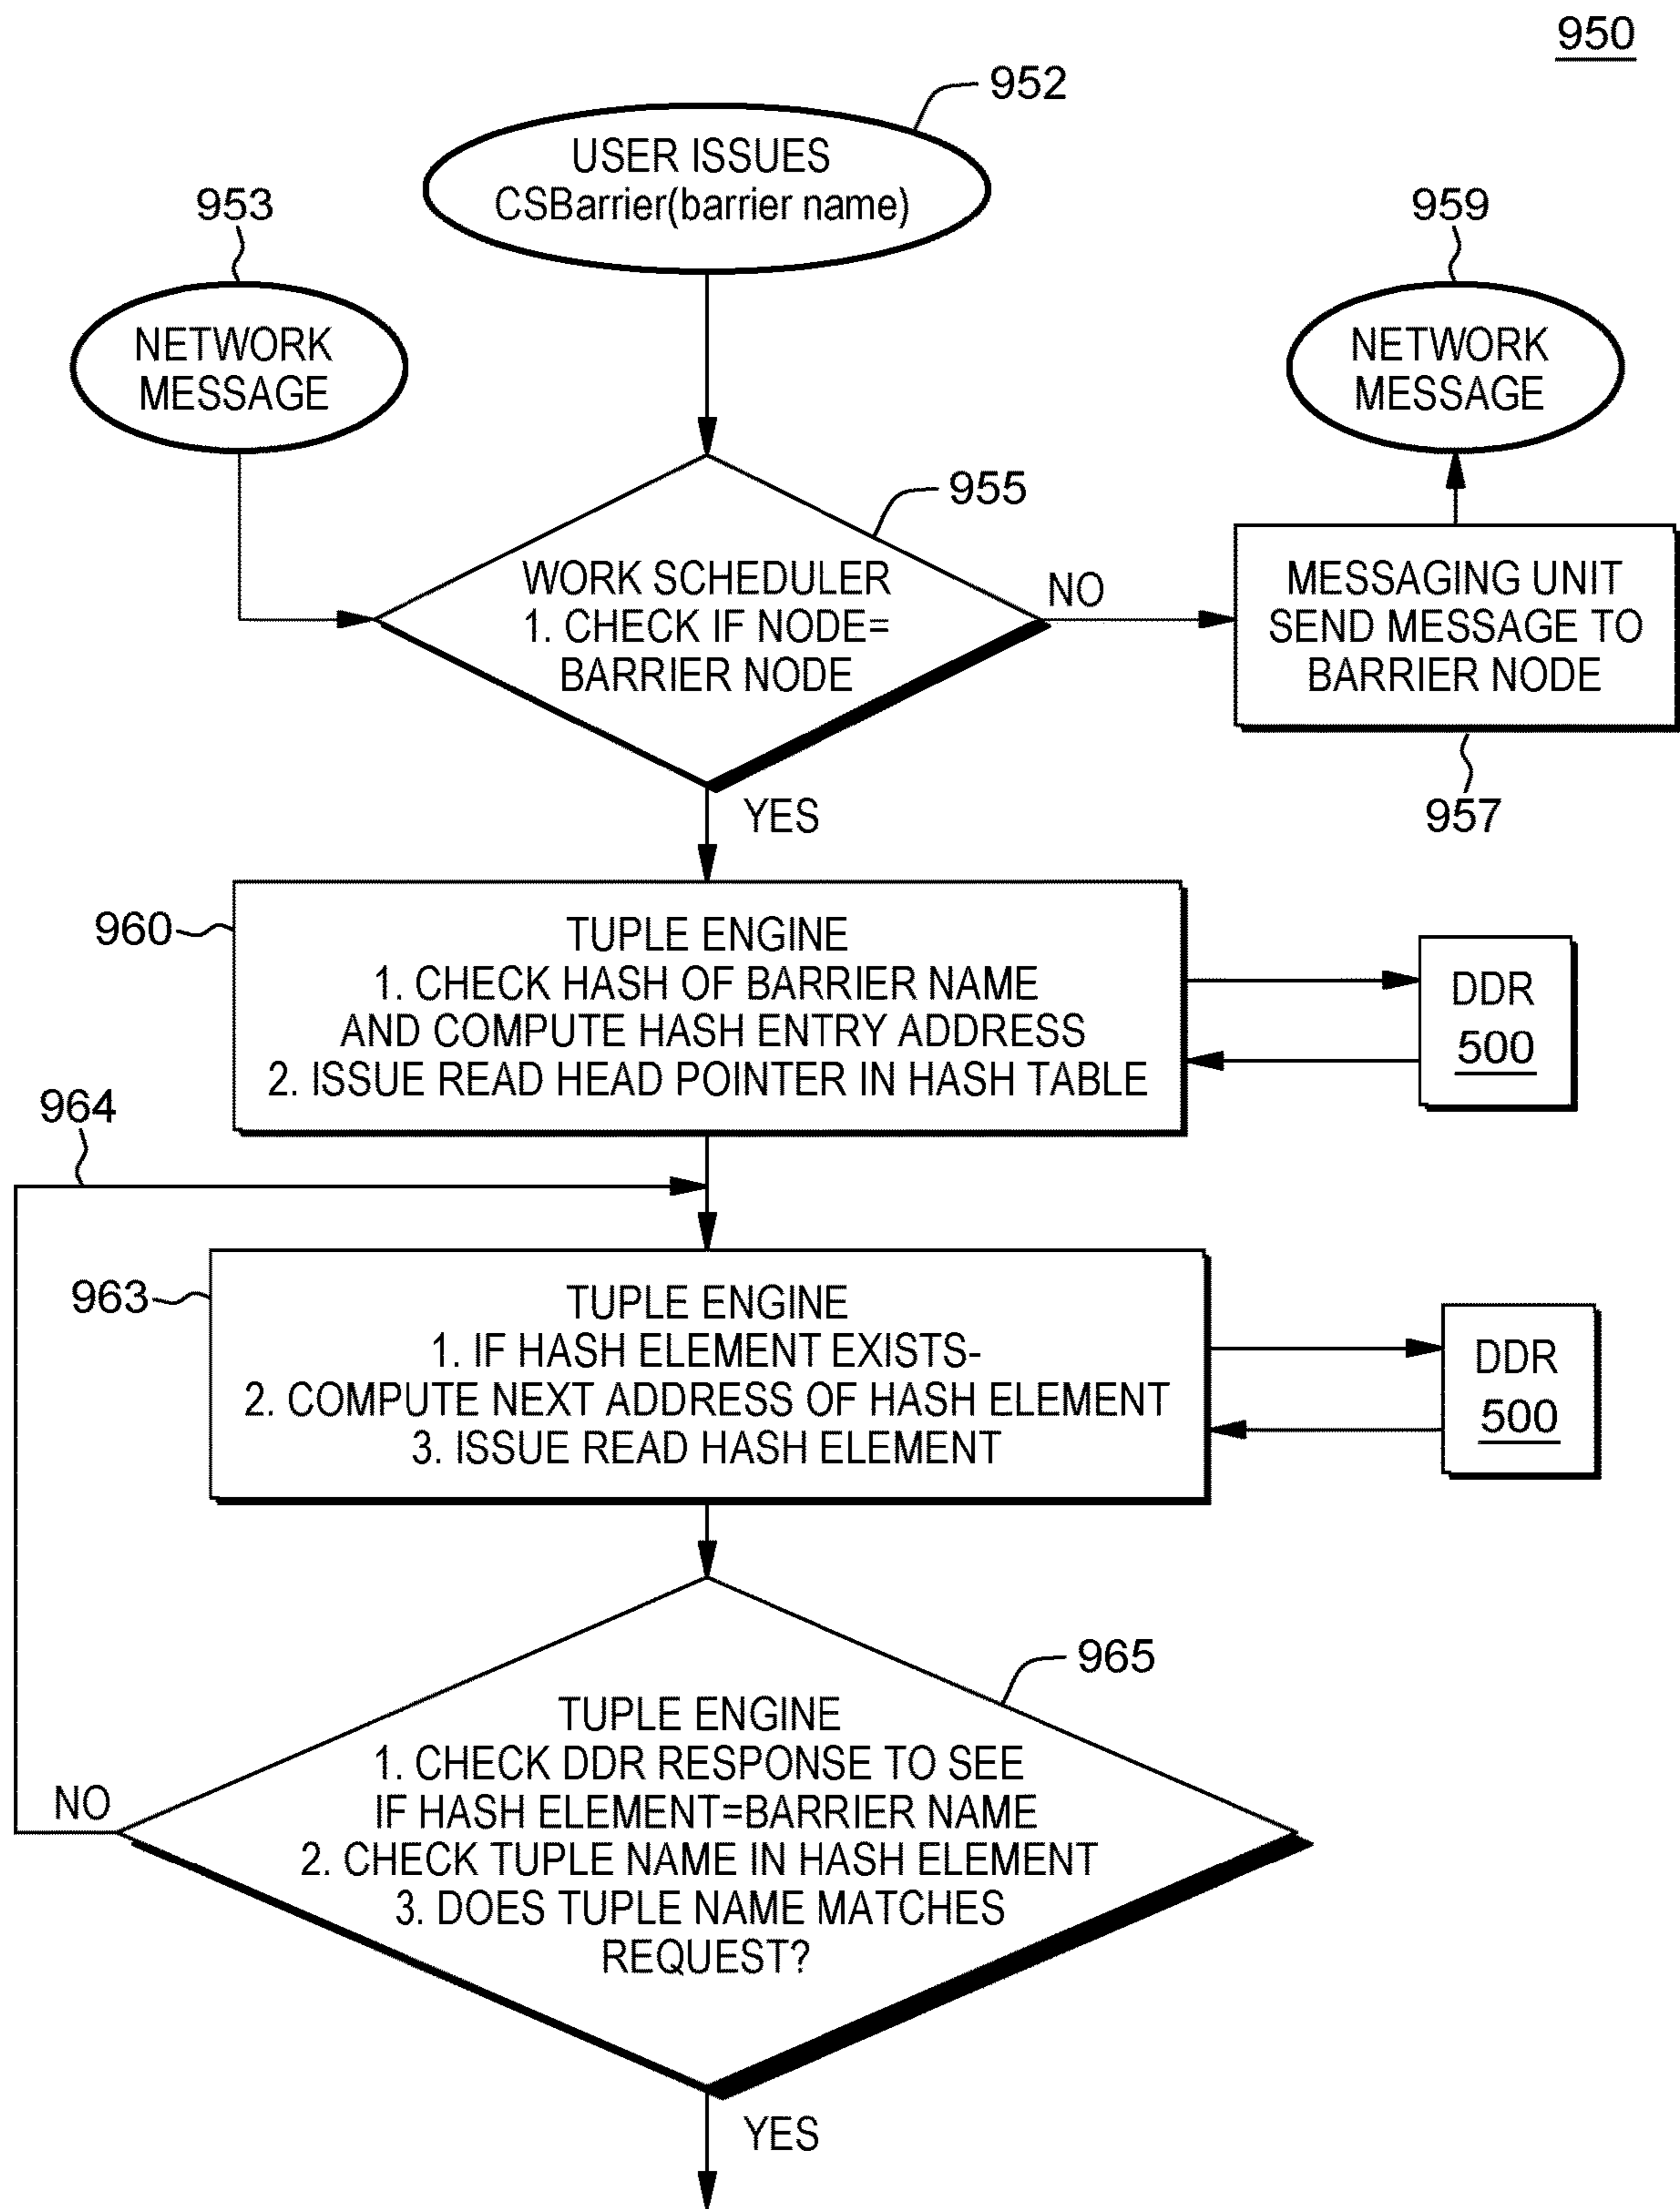 950
952
USER ISSUES
CSBarrier(barrier name)
953
NETWORK
MESSAGE
959
NETWORK
MESSAGE
955
WORK SCHEDULER
1. CHECK IF NODE=
BARRIER NODE
NO
MESSAGING UNIT
SEND MESSAGE TO
BARRIER NODE
957
YES
960
TUPLE ENGINE
1. CHECK HASH OF BARRIER NAME
AND COMPUTE HASH ENTRY ADDRESS
2. ISSUE READ HEAD POINTER IN HASH TABLE
DDR
500
964
963
TUPLE ENGINE
1. IF HASH ELEMENT EXISTS-
2. COMPUTE NEXT ADDRESS OF HASH ELEMENT
3. ISSUE READ HASH ELEMENT
DDR
500
965
TUPLE ENGINE
1. CHECK DDR RESPONSE TO SEE
IF HASH ELEMENT=BARRIER NAME
2. CHECK TUPLE NAME IN HASH ELEMENT
3. DOES TUPLE NAME MATCHES
REQUEST?
NO
YES